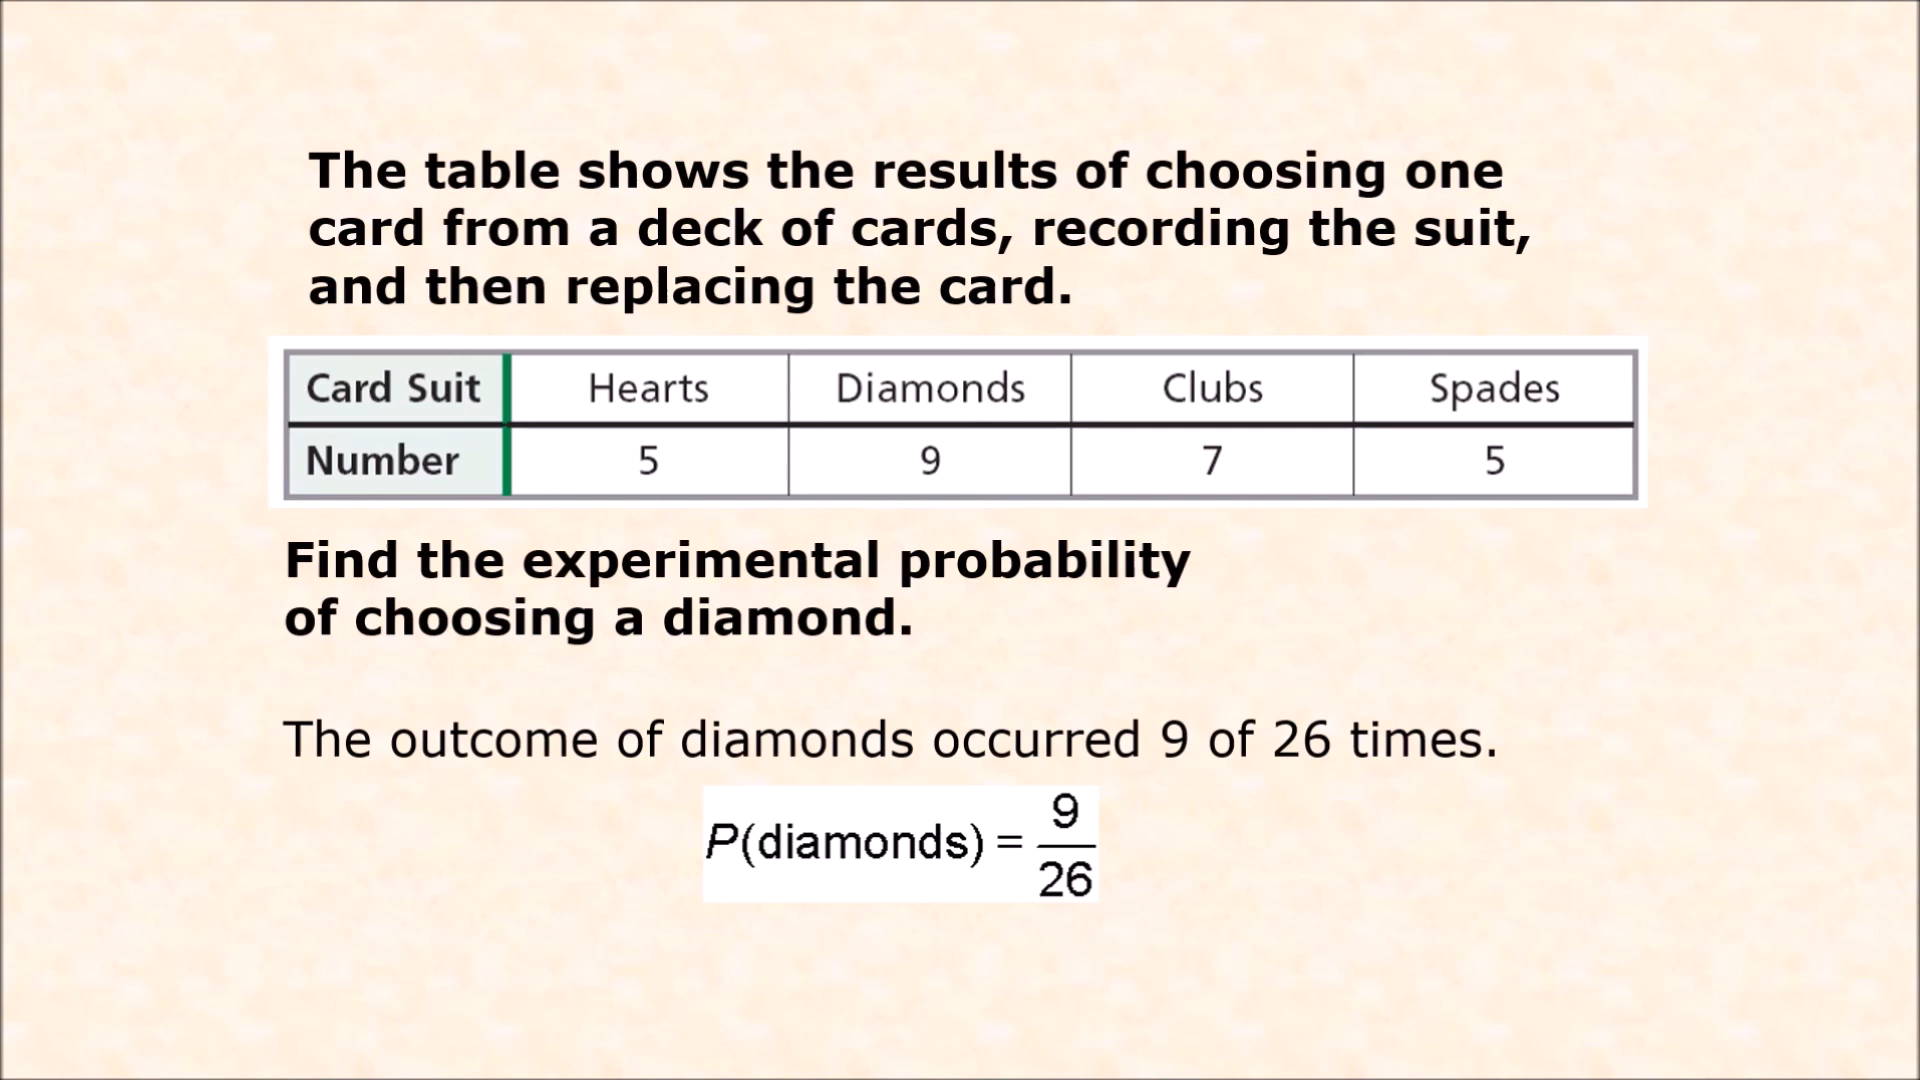 The table shows the results of choosing one
card from a deck of cards, recording the suit,
and then replacing the card.
Card Suit Hearts Diamonds Clubs Spades
Number 5 9 7 5
Find the experimental probability
of choosing a diamond.
The outcome of diamonds occurred 9 of 26 times.
P(diamonds) = 9/26